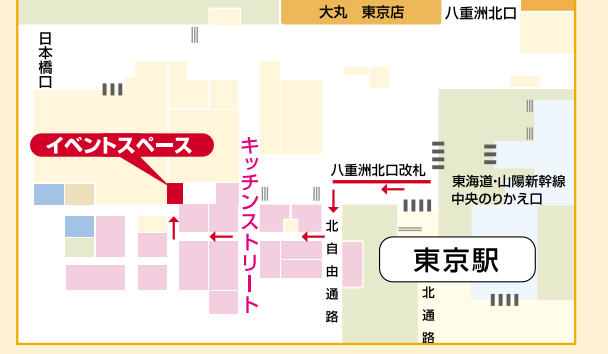 大丸 東京店
八重洲北口
日本橋口
イベントスペース
キッチンストリート
八重洲北口改札
東海道・山陽新幹線
中央のりかえ口
北自由通路
東京駅
北通路